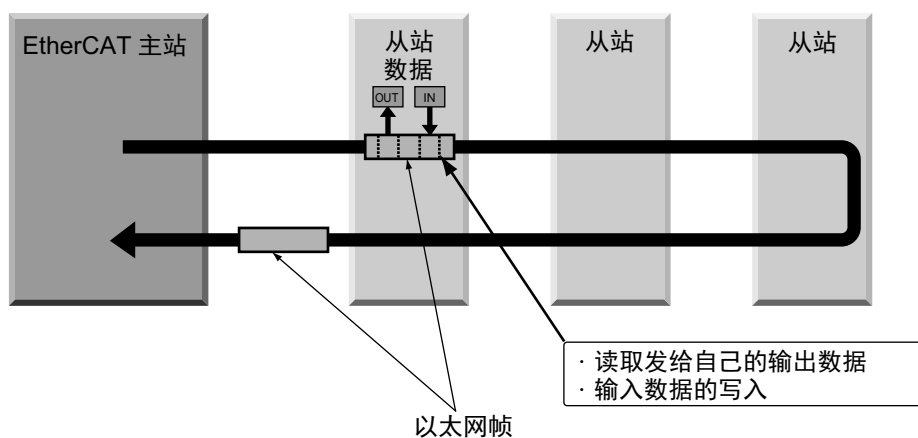 EtherCAT 主站
从站
数据
OUT
IN
从站
从站
· 读取发给自己的输出数据
· 输入数据的写入
以太网帧